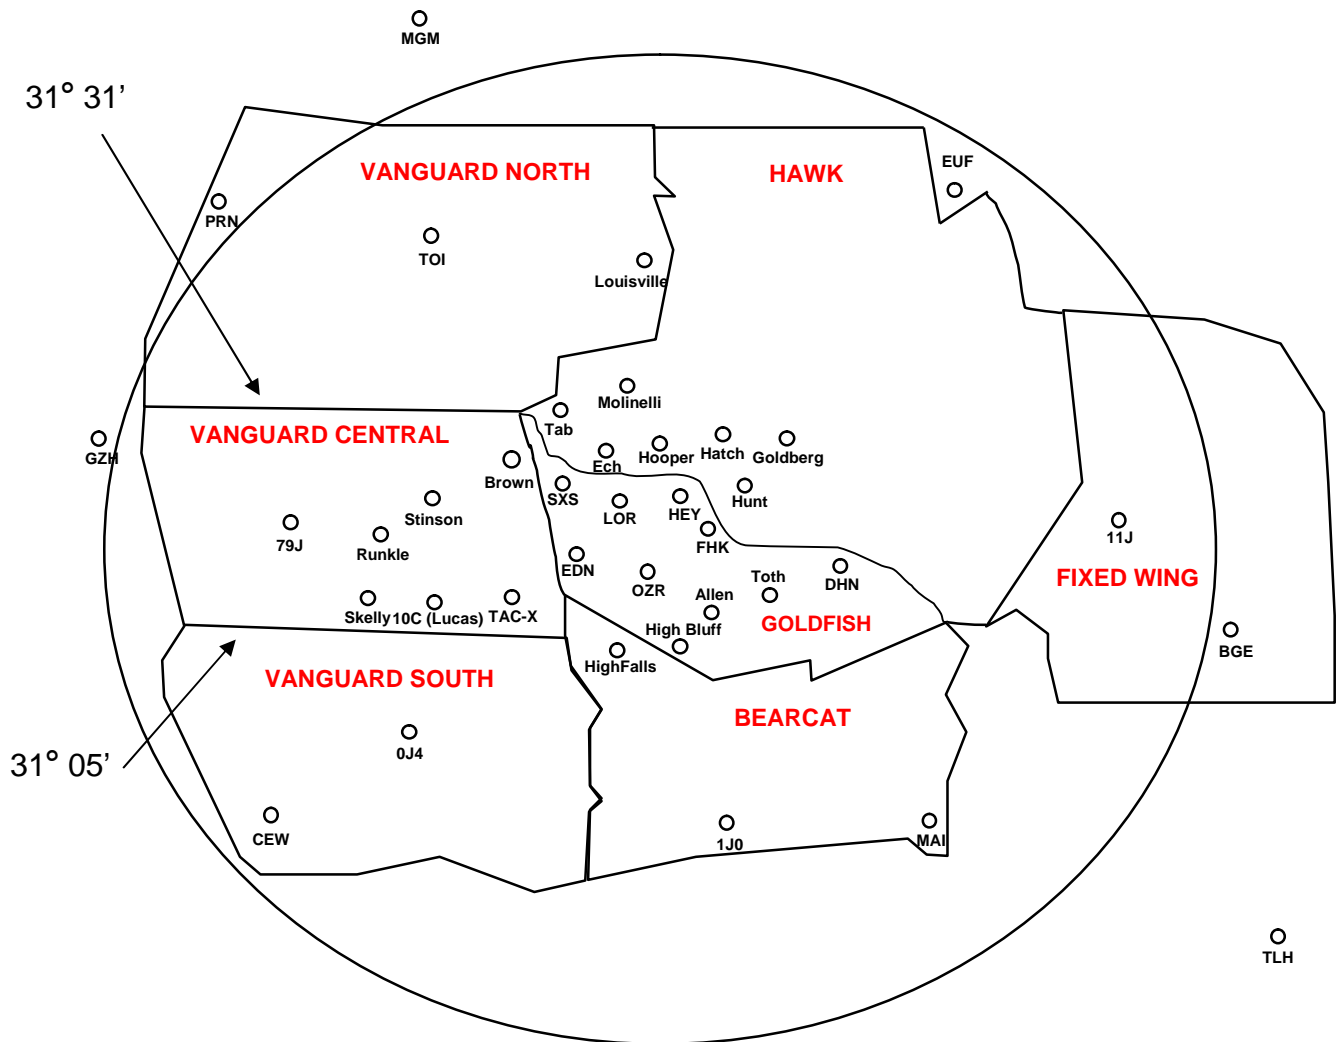 MGM
31° 31’
EUF
VANGUARD NORTH
HAWK
PRN
TOI
Louisville
Molinelli
Tab
VANGUARD CENTRAL
GZH
Ech
Hooper
Hatch
Goldberg
Brown
SXS
Hunt
Stinson
LOR
HEY
79J
Runkle
FHK
11J
EDN
OZR
Toth
DHN
FIXED WING
Skelly
10C (Lucas)
TAC-X
Allen
High Bluff
GOLDFISH
BGE
HighFalls
VANGUARD SOUTH
BEARCAT
0J4
31° 05’
CEW
1J0
MAI
TLH